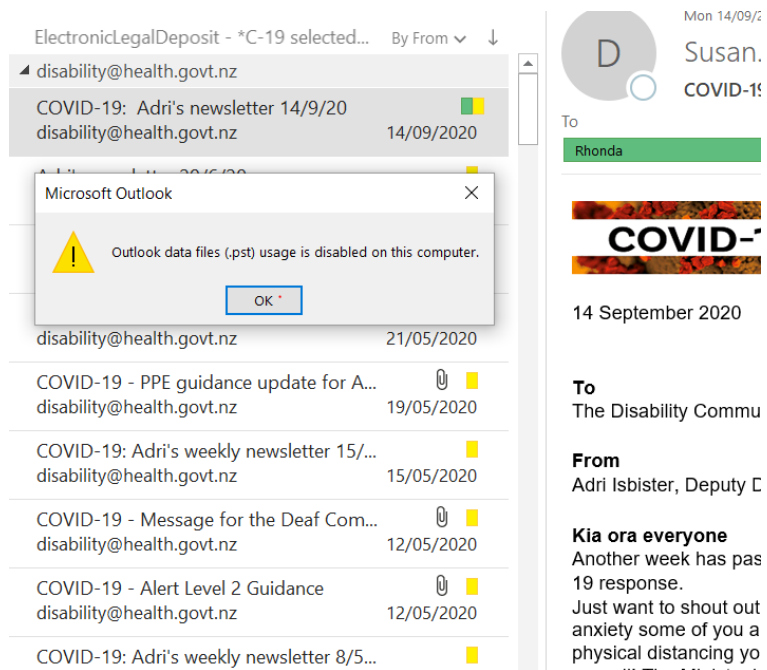 ElectronicLegalDeposit - *C-19 selected... By From
disability@health.govt.nz
COVID-19: Adri's newsletter 14/9/20
disability@health.govt.nz 14/09/2020
Microsoft Outlook
Outlook data files (.pst) usage is disabled on this computer.
OK *
disability@health.govt.nz 21/05/2020
COVID-19 - PPE guidance update for A...
disability@health.govt.nz 19/05/2020
COVID-19: Adri's weekly newsletter 15/...
disability@health.govt.nz 15/05/2020
COVID-19 - Message for the Deaf Com...
disability@health.govt.nz 12/05/2020
COVID-19 - Alert Level 2 Guidance
disability@health.govt.nz 12/05/2020
COVID-19: Adri's weekly newsletter 8/5...
Mon 14/09/2
D
Susan.
COVID-19
To
Rhonda
COVID-1
14 September 2020
To
The Disability Commu
From
Adri Isbister, Deputy D
Kia ora everyone
Another week has pas
19 response.
Just want to shout out
anxiety some of you a
physical distancing yo